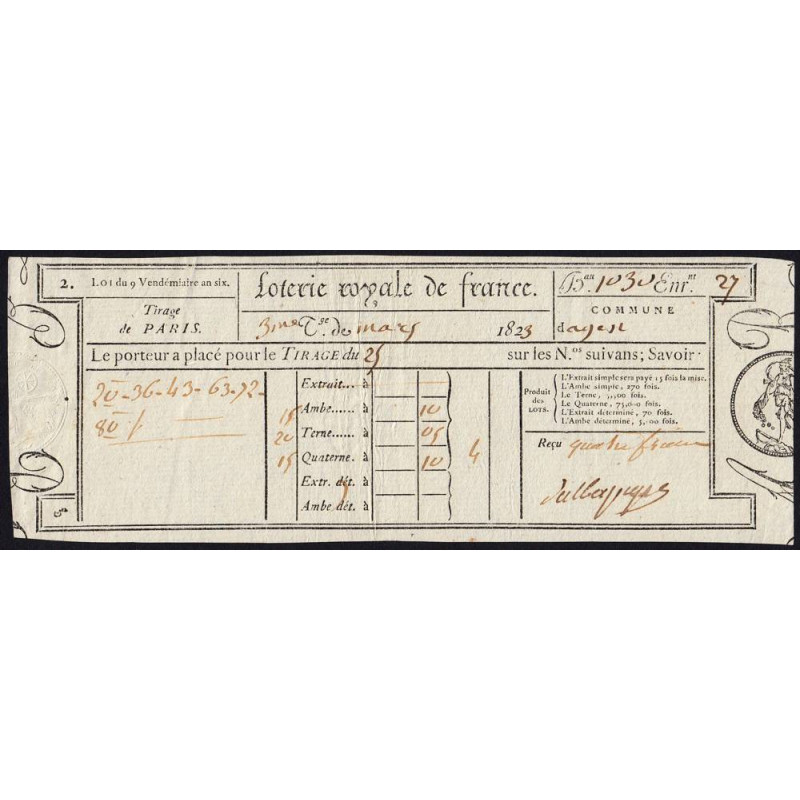 2. Loi du 9 Vendémiaire an six.
Loterie royale de france.
Bau. 1030 Enr.nt 27
Tirage
de PARIS.
3me T.ge de mars 1823
COMMUNE
d'agen
Le porteur a placé pour le TIRAGE du 25 sur les N.os suivans; Savoir:
20-36-43-63-72-
80
Extrait... à
15 Ambe..... à 10
20 Terne...... à 05
15 Quaterne. à 10 4
Extr. dét. à
Ambe dét. à
Produit
des
LOTS.
L'Extrait simple sera payé 15 fois la mise.
L'Ambe simple, 270 fois.
Le Terne, 5,500 fois.
Le Quaterne, 75,000 fois.
L'Extrait déterminé, 70 fois.
L'Ambe déterminé, 5,100 fois.
Reçu quatre francs